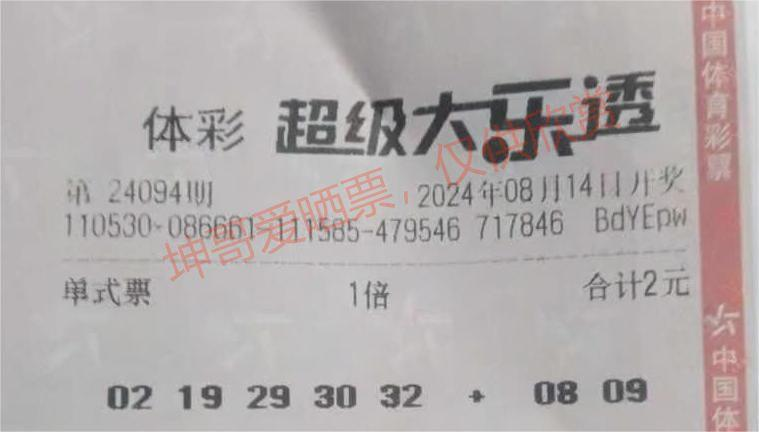 体彩 超级大乐透
第 24094期 2024年08月14日开奖
110530-086661-111585-479546 717846 BdYEpw
单式票 1倍 合计2元
02 19 29 30 32 + 08 09
坤哥爱晒票，仅供欣赏
中国体育彩票
中国体